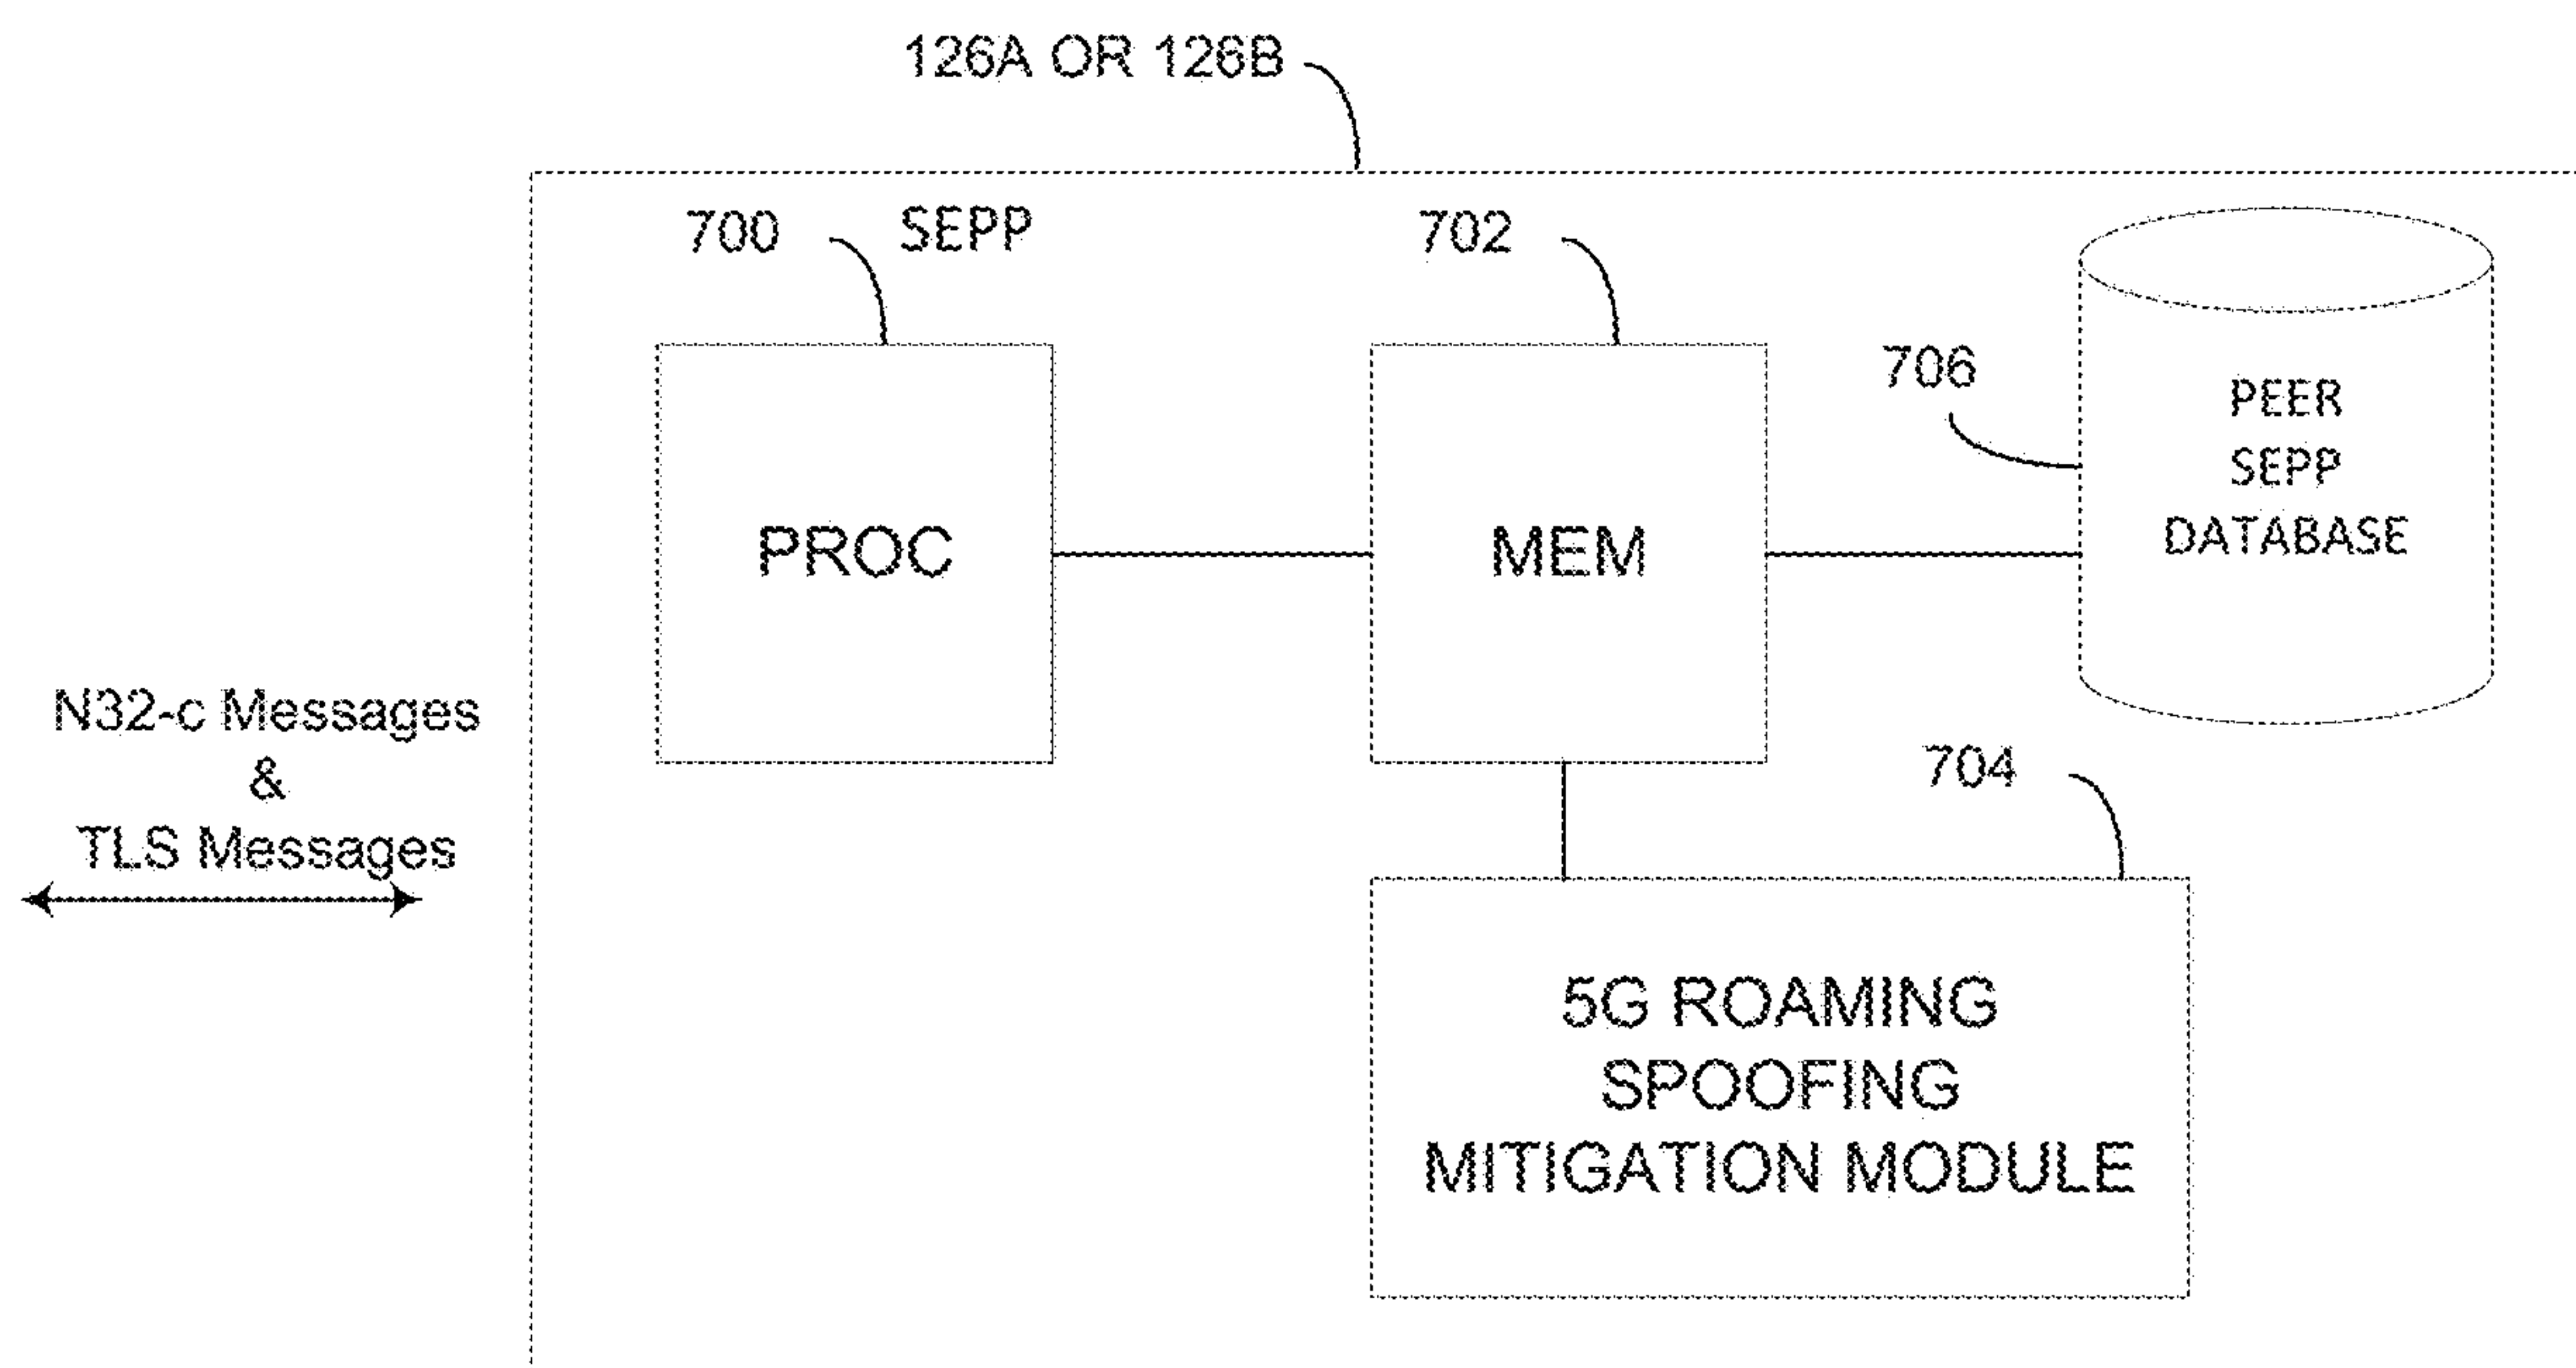 126A OR 126B
700
SEPP
702
706
PEER
SEPP
DATABASE
PROC
MEM
N32-c Messages
&
TLS Messages
704
5G ROAMING
SPOOFING
MITIGATION MODULE